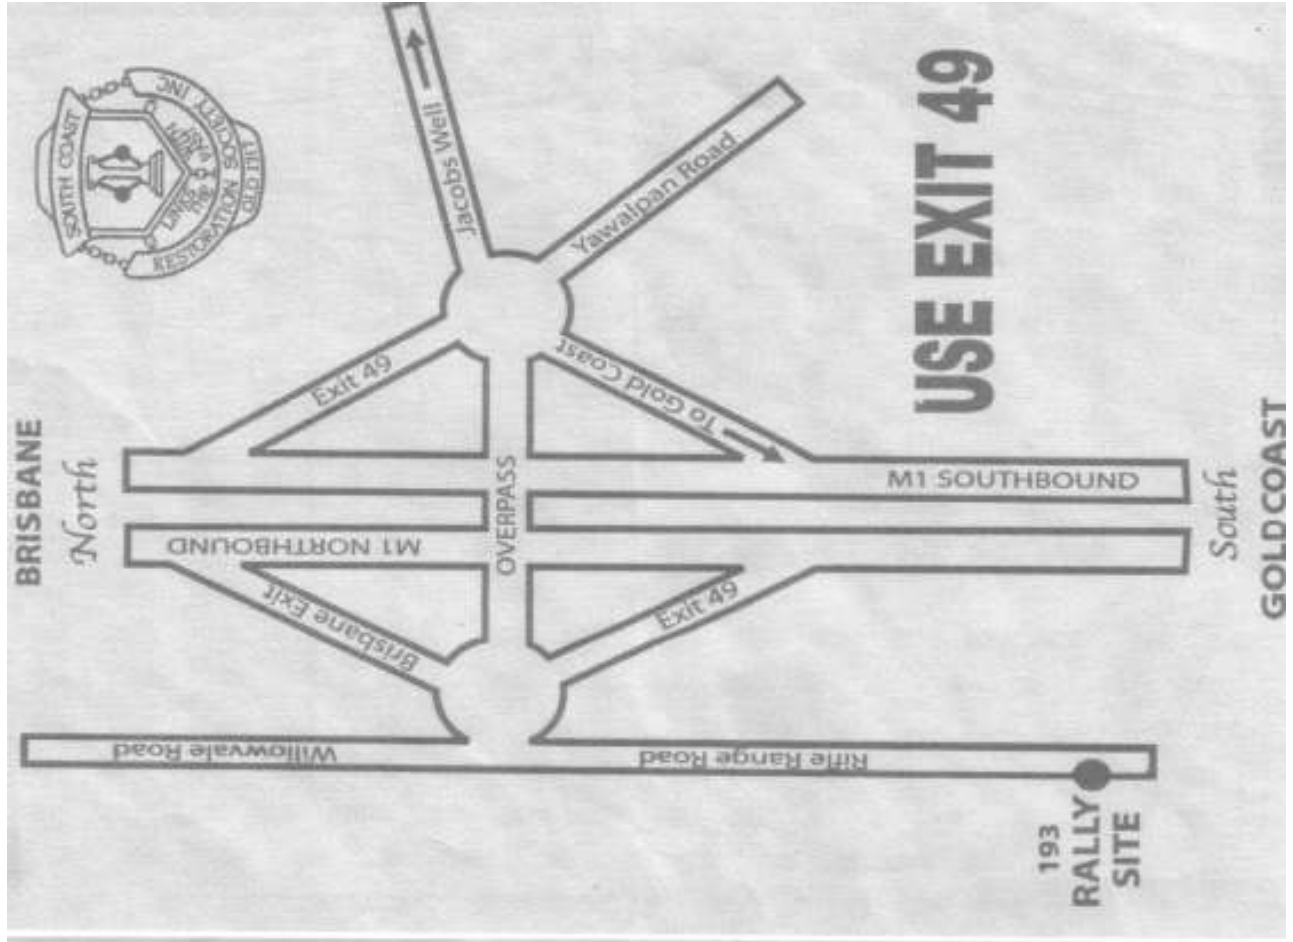 SOUTH COAST
RESTORATION SOCIETY INC
Jacobs Well
Yawalpan Road
USE EXIT 49
Exit 49
To Gold Coast
BRISBANE
North
M1 SOUTHBOUND
OVERPASS
M1 NORTHBOUND
South
GOLD COAST
Brisbane Exit
Exit 49
Willowvale Road
Rifle Range Road
193
RALLY
SITE